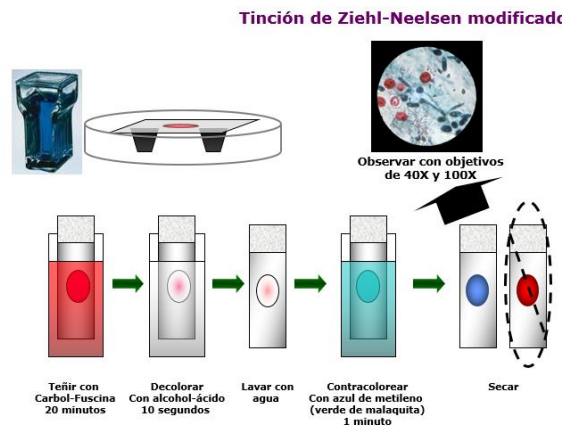 Tinción de Ziehl-Neelsen modificado
Observar con objetivos
de 40X y 100X
Teñir con
Carbol-Fuscina
20 minutos
Decolorar
Con alcohol-ácido
10 segundos
Lavar con
agua
Contracolorear
Con azul de metileno
(verde de malaquita)
1 minuto
Secar